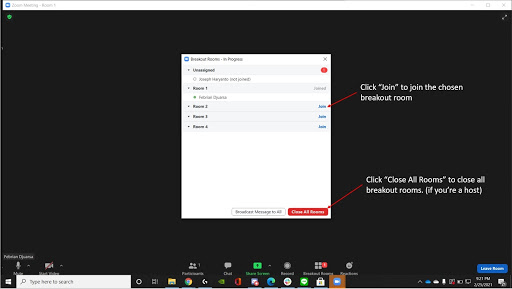 Zoom Meeting - Room 1
Breakout Rooms - In Progress
Unassigned
1
Joseph Haryanto (not joined)
Room 1 Joined
Febrian Djuarsa
Room 2 Join
Room 3 Join
Room 4 Join
Click “Join” to join the chosen
breakout room
Click “Close All Rooms” to close all
breakout rooms. (if you’re a host)
Broadcast Message to All Close All Rooms
Febrian Djuarsa
Mute Start Video Participants 1 Chat Share Screen Record Breakout Rooms Reactions Leave Room
Type here to search
9:21 PM
2/25/2021